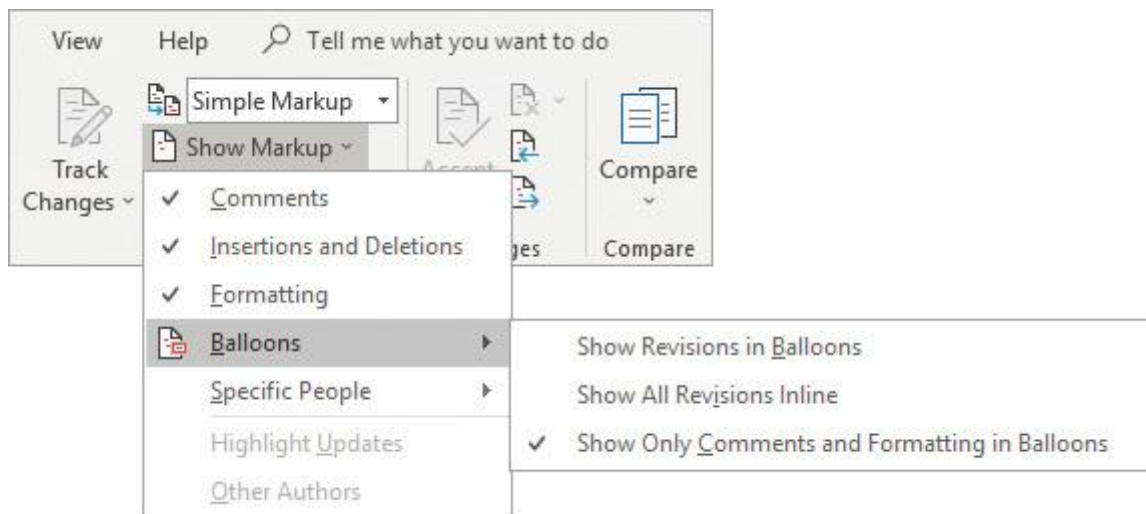 View Help Tell me what you want to do
Simple Markup
Show Markup
Track
Changes
Compare
Compare
Comments
Insertions and Deletions
Formatting
Balloons
Specific People
Highlight Updates
Other Authors
Show Revisions in Balloons
Show All Revisions Inline
Show Only Comments and Formatting in Balloons